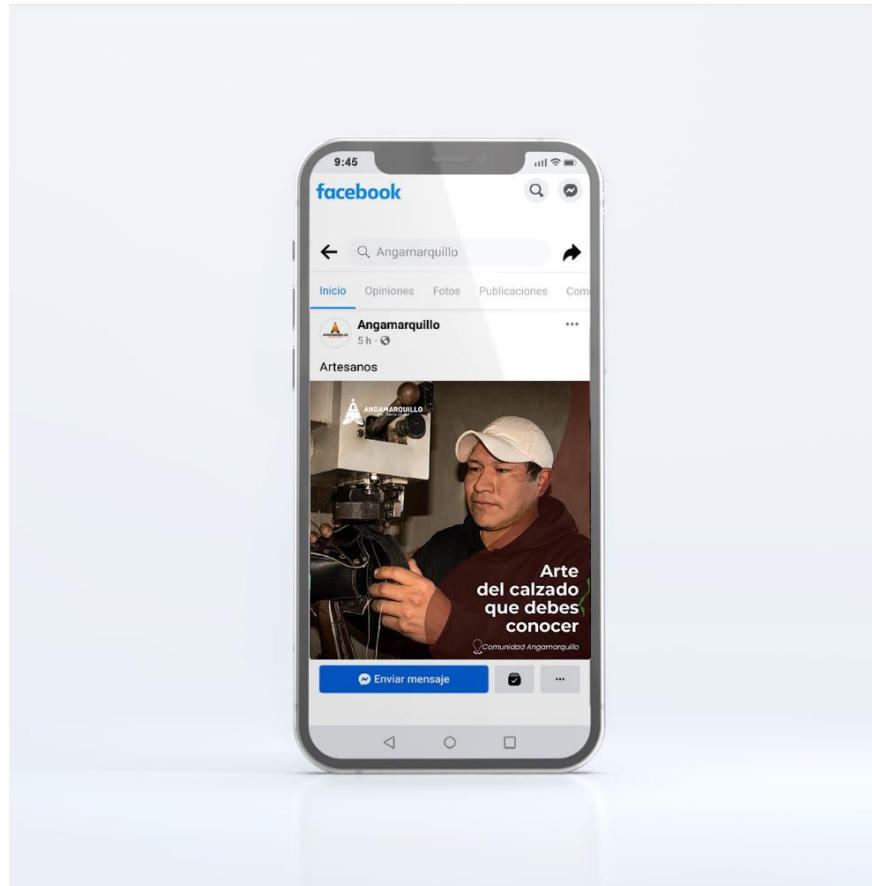 9:45
facebook
Angamarquillo
Inicio Opiniones Fotos Publicaciones Com
Angamarquillo
5 h ·
Artesanos
ANGAMARQUILLO
Arte
del calzado
que debes
conocer
Comunidad Angamarquillo
Enviar mensaje